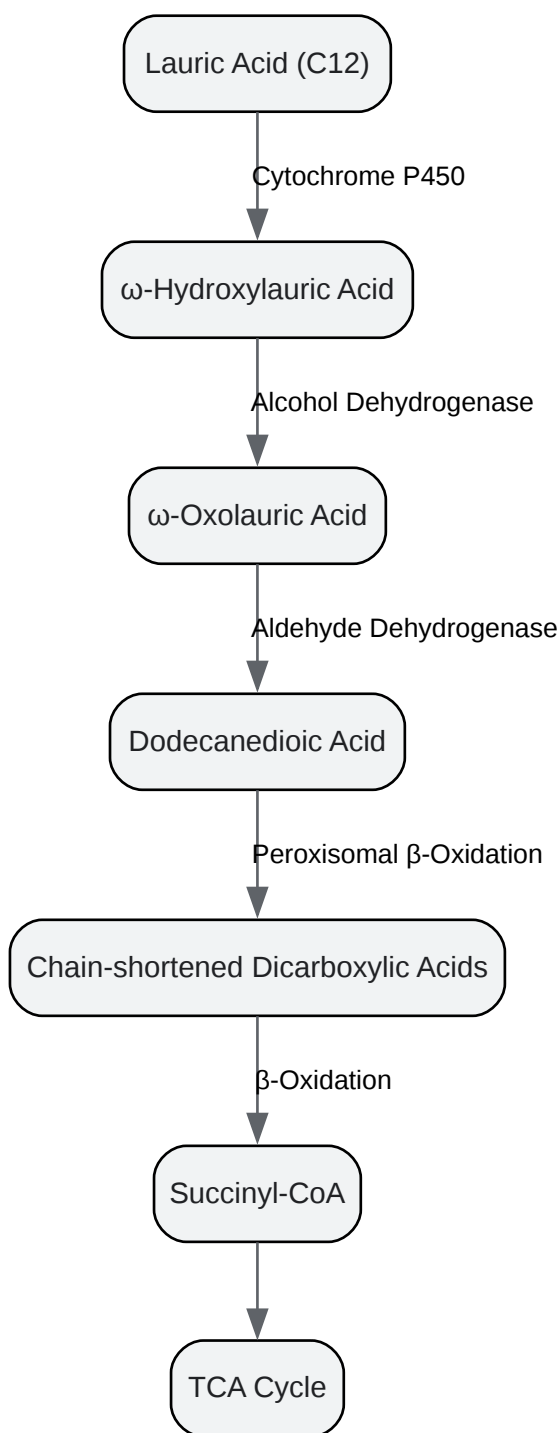 Lauric Acid (C12)
Cytochrome P450
ω-Hydroxylauric Acid
Alcohol Dehydrogenase
ω-Oxolauric Acid
Aldehyde Dehydrogenase
Dodecanedioic Acid
Peroxisomal β-Oxidation
Chain-shortened Dicarboxylic Acids
β-Oxidation
Succinyl-CoA
TCA Cycle